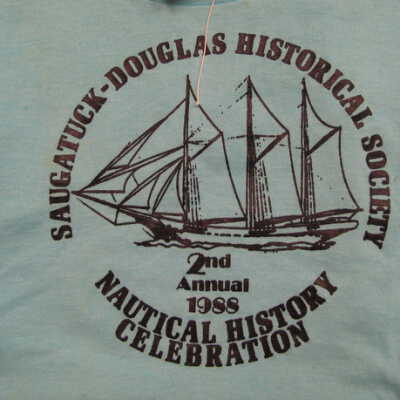 SAUGATUCK-DOUGLAS HISTORICAL SOCIETY
2nd
Annual
1988
NAUTICAL HISTORY
CELEBRATION